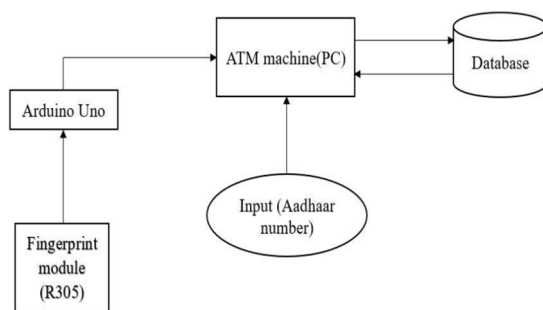 ATM machine(PC)
Database
Arduino Uno
Input (Aadhaar
number)
Fingerprint
module
(R305)